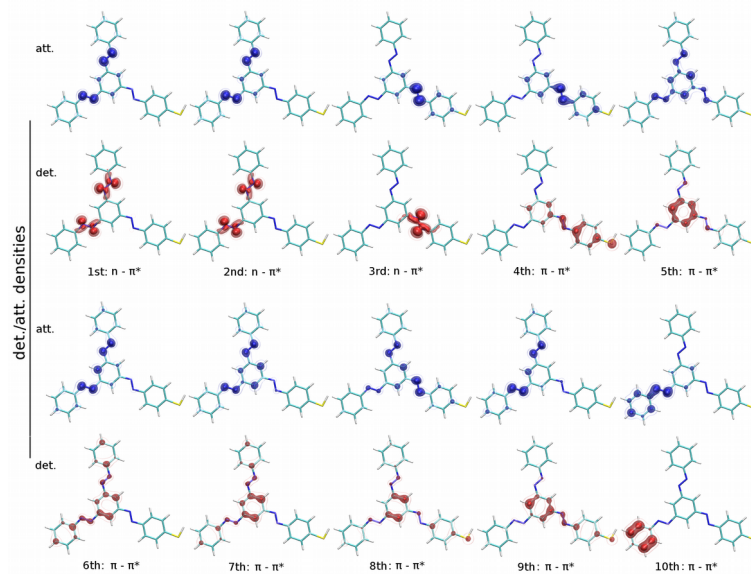 att.
det.
1st: n - π* 2nd: n - π* 3rd: n - π* 4th: π - π* 5th: π - π*
det./att. densities
att.
det.
6th: π - π* 7th: π - π* 8th: π - π* 9th: π - π* 10th: π - π*